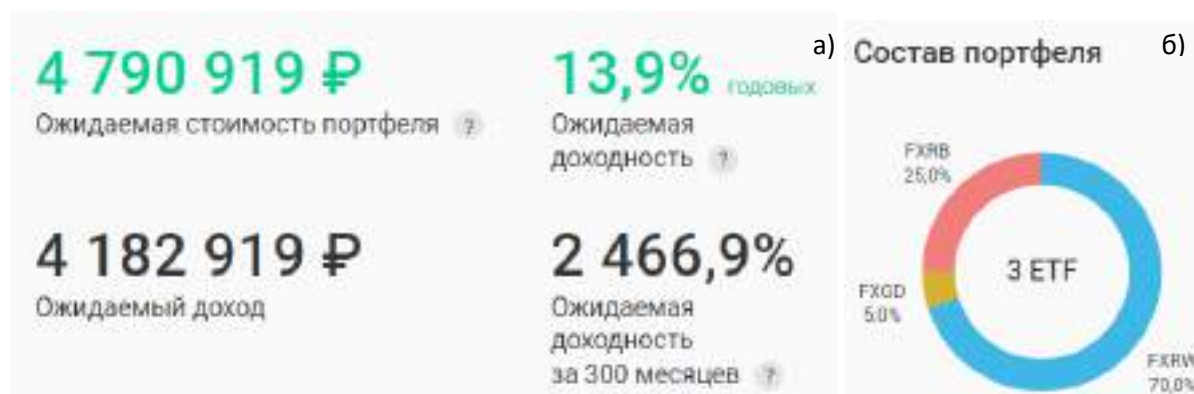 4 790 919 ₽
Ожидаемая стоимость портфеля ?
13,9% годовых
Ожидаемая
доходность ?
4 182 919 ₽
Ожидаемый доход
2 466,9%
Ожидаемая
доходность
за 300 месяцев ?
а)
Состав портфеля
б)
FXRB
25,0%
3 ETF
FXGD
5,0%
FXRW
70,0%